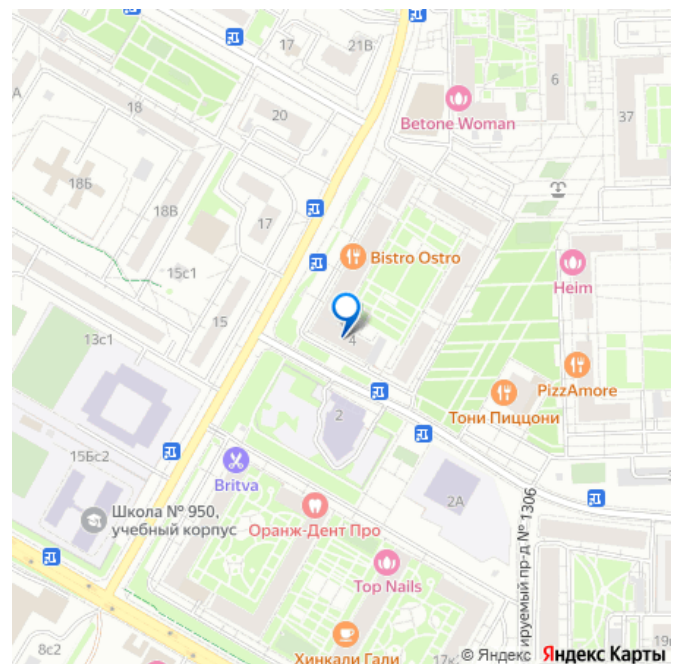 17
21В
Betone Woman
6
37
18
20
18Б
18В
17
Bistro Ostro
15с1
Heim
15
13с1
4
PizzAmore
Тони Пиццони
2
15Бс2
Britva
2А
Школа № 950,
учебный корпус
Оранж-Дент Про
ируемый пр-д № 1306
Top Nails
8с2
Хинкали Гали
17к
19
© Яндекс Яндекс Карты